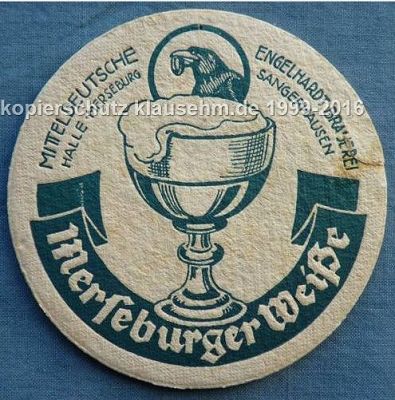 MITTELDEUTSCHE ENGELHARDT-BRAUEREI
HALLE MERSEBURG SANGERHAUSEN
kopierschutz klausehm.de 1999-2016
Merseburger Weiße